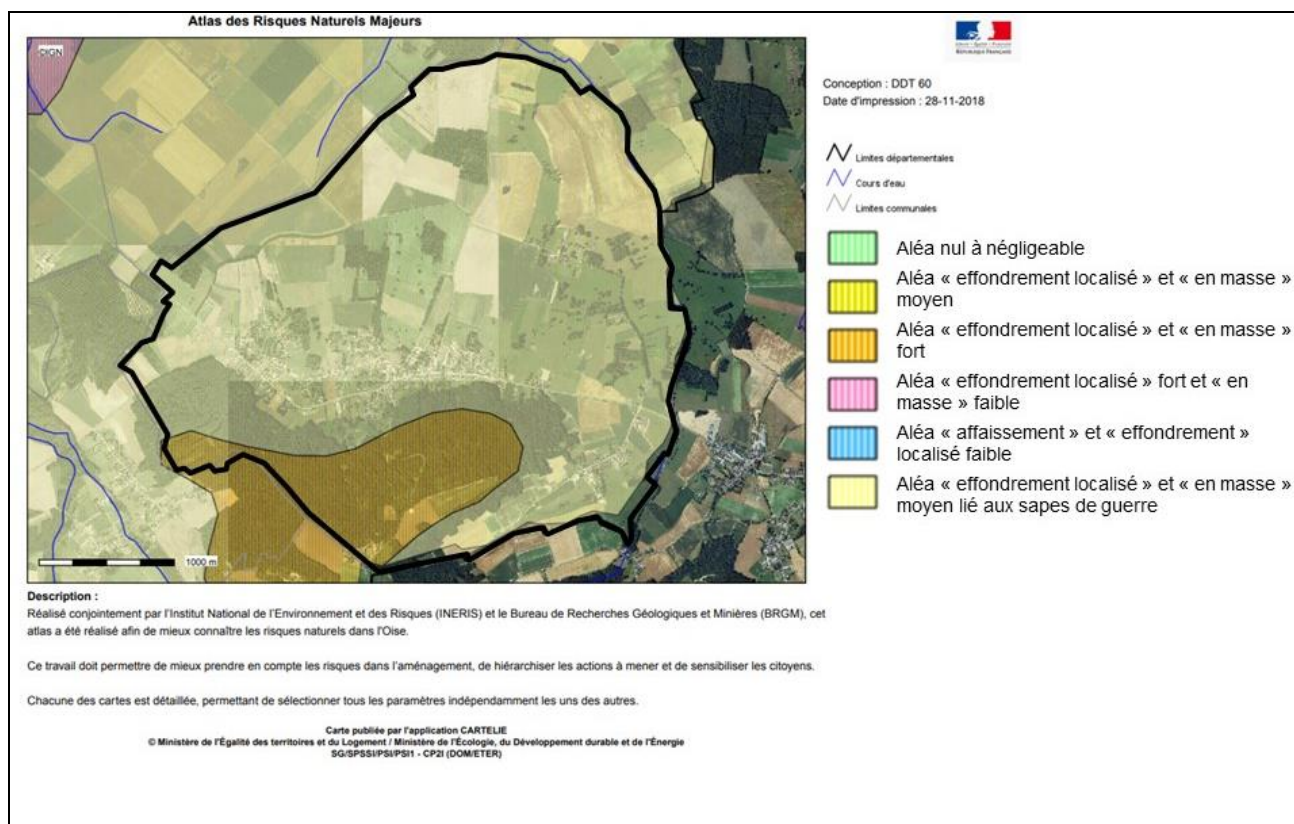 Atlas des Risques Naturels Majeurs
©IGN
1000 m
RÉPUBLIQUE FRANÇAISE
Conception : DDT 60
Date d'impression : 28-11-2018
Limites départementales
Cours d'eau
Limites communales
Aléa nul à négligeable
Aléa « effondrement localisé » et « en masse »
moyen
Aléa « effondrement localisé » et « en masse »
fort
Aléa « effondrement localisé » fort et « en
masse » faible
Aléa « affaissement » et « effondrement »
localisé faible
Aléa « effondrement localisé » et « en masse »
moyen lié aux sapes de guerre
Description :
Réalisé conjointement par l'Institut National de l'Environnement et des Risques (INERIS) et le Bureau de Recherches Géologiques et Minières (BRGM), cet
atlas a été réalisé afin de mieux connaître les risques naturels dans l'Oise.
Ce travail doit permettre de mieux prendre en compte les risques dans l'aménagement, de hiérarchiser les actions à mener et de sensibiliser les citoyens.
Chacune des cartes est détaillée, permettant de sélectionner tous les paramètres indépendamment les uns des autres.
Carte publiée par l'application CARTELIE
© Ministère de l'Égalité des territoires et du Logement / Ministère de l'Écologie, du Développement durable et de l'Énergie
SG/SPSSI/PSI/PSI1 - CP2I (DOM/ETER)